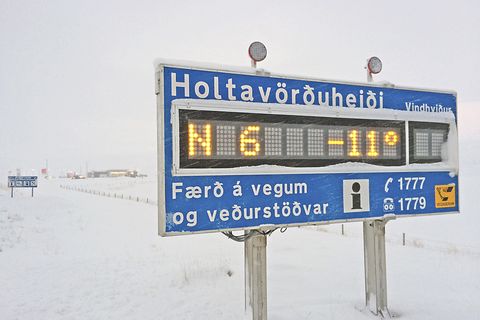 Holtavörðuheiði
Vindhviður
N 6 -11°
Færð á vegum
og veðurstöðvar
1777
1779